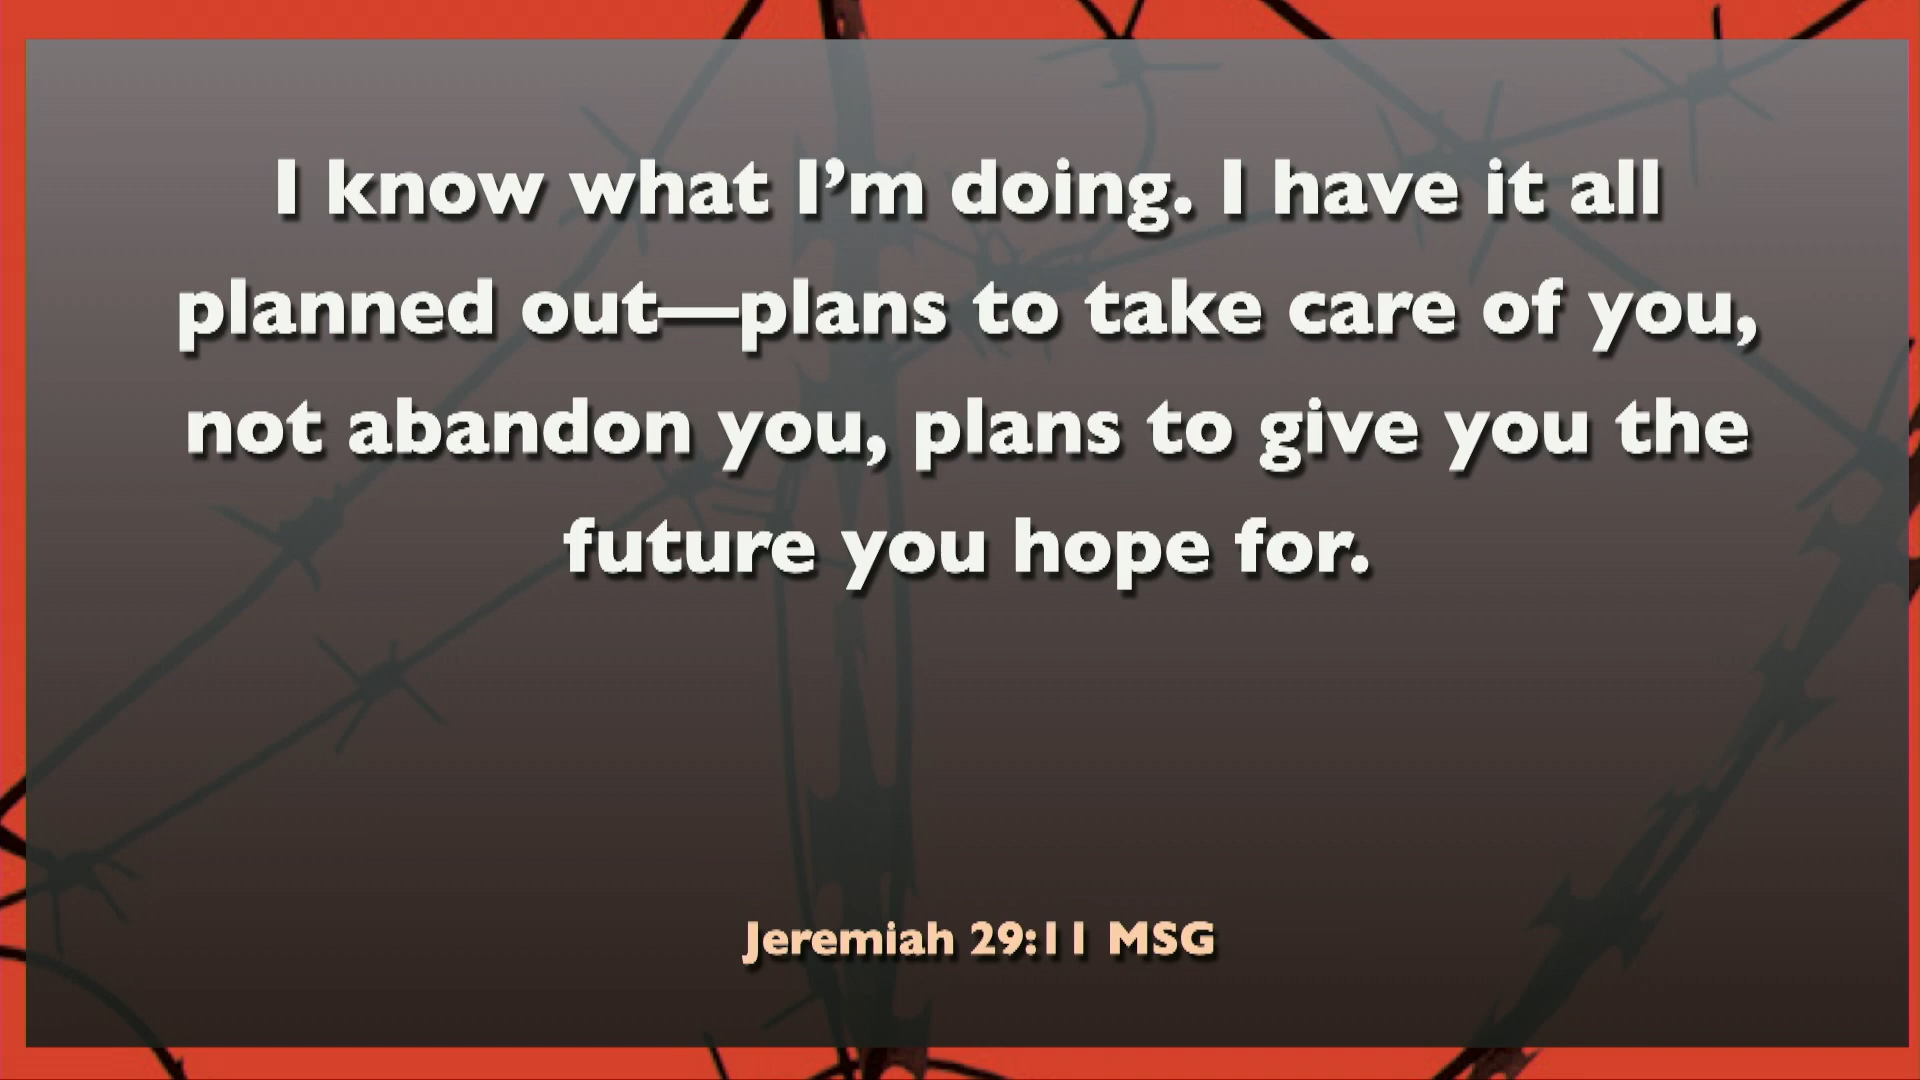 I know what I’m doing. I have it all
planned out—plans to take care of you,
not abandon you, plans to give you the
future you hope for.
Jeremiah 29:11 MSG